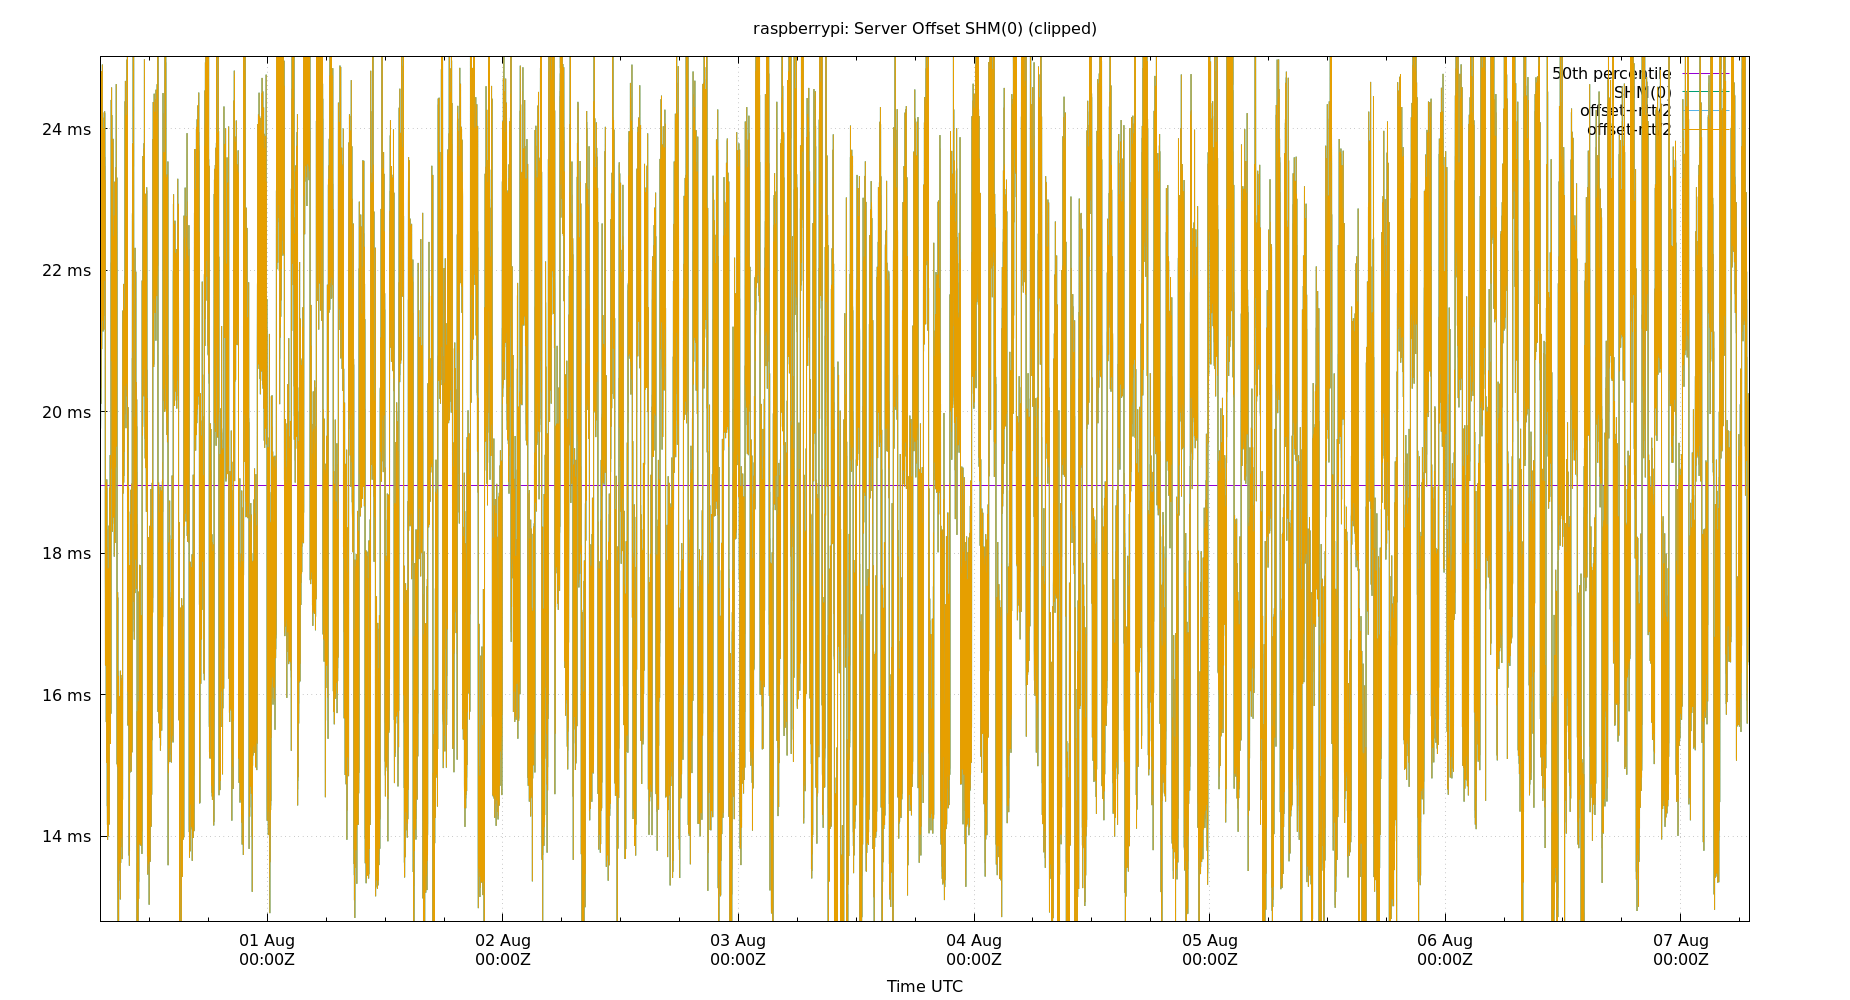 raspberrypi: Server Offset SHM(0) (clipped)
50th percentile
SHM(0)
offset+rtt/2
offset-rtt/2
24 ms
22 ms
20 ms
18 ms
16 ms
14 ms
01 Aug
00:00Z
02 Aug
00:00Z
03 Aug
00:00Z
04 Aug
00:00Z
05 Aug
00:00Z
06 Aug
00:00Z
07 Aug
00:00Z
Time UTC